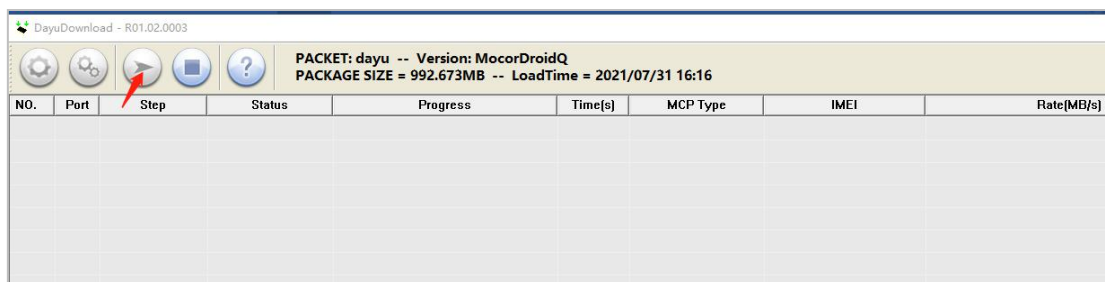 DayuDownload - R01.02.0003
PACKET: dayu -- Version: MocorDroidQ
PACKAGE SIZE = 992.673MB -- LoadTime = 2021/07/31 16:16
NO. Port Step Status Progress Time(s) MCP Type IMEI Rate(MB/s)